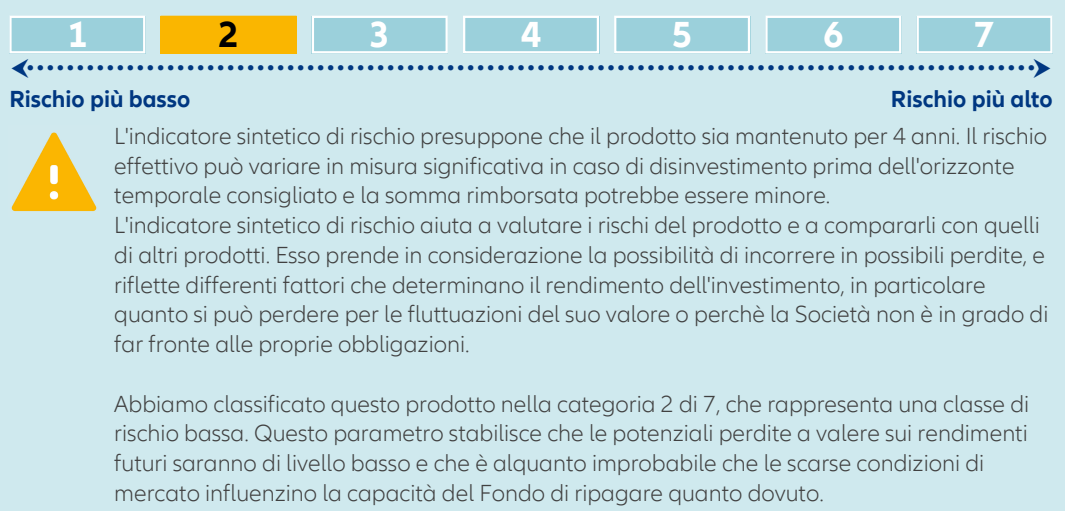 1 2 3 4 5 6 7
Rischio più basso Rischio più alto
L'indicatore sintetico di rischio presuppone che il prodotto sia mantenuto per 4 anni. Il rischio
effettivo può variare in misura significativa in caso di disinvestimento prima dell'orizzonte
temporale consigliato e la somma rimborsata potrebbe essere minore.
L'indicatore sintetico di rischio aiuta a valutare i rischi del prodotto e a compararli con quelli
di altri prodotti. Esso prende in considerazione la possibilità di incorrere in possibili perdite, e
riflette differenti fattori che determinano il rendimento dell'investimento, in particolare
quanto si può perdere per le fluttuazioni del suo valore o perchè la Società non è in grado di
far fronte alle proprie obbligazioni.
Abbiamo classificato questo prodotto nella categoria 2 di 7, che rappresenta una classe di
rischio bassa. Questo parametro stabilisce che le potenziali perdite a valere sui rendimenti
futuri saranno di livello basso e che è alquanto improbabile che le scarse condizioni di
mercato influenzino la capacità del Fondo di ripagare quanto dovuto.